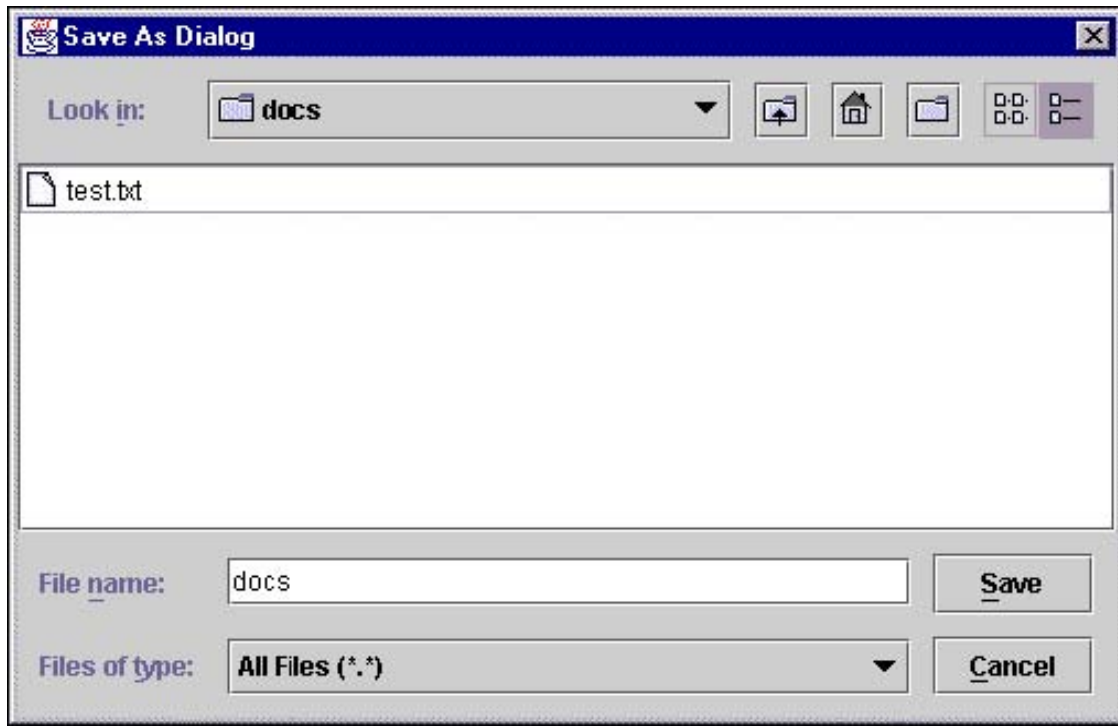 Save As Dialog
Look in: docs
test.txt
File name: docs Save
Files of type: All Files (*.*) Cancel